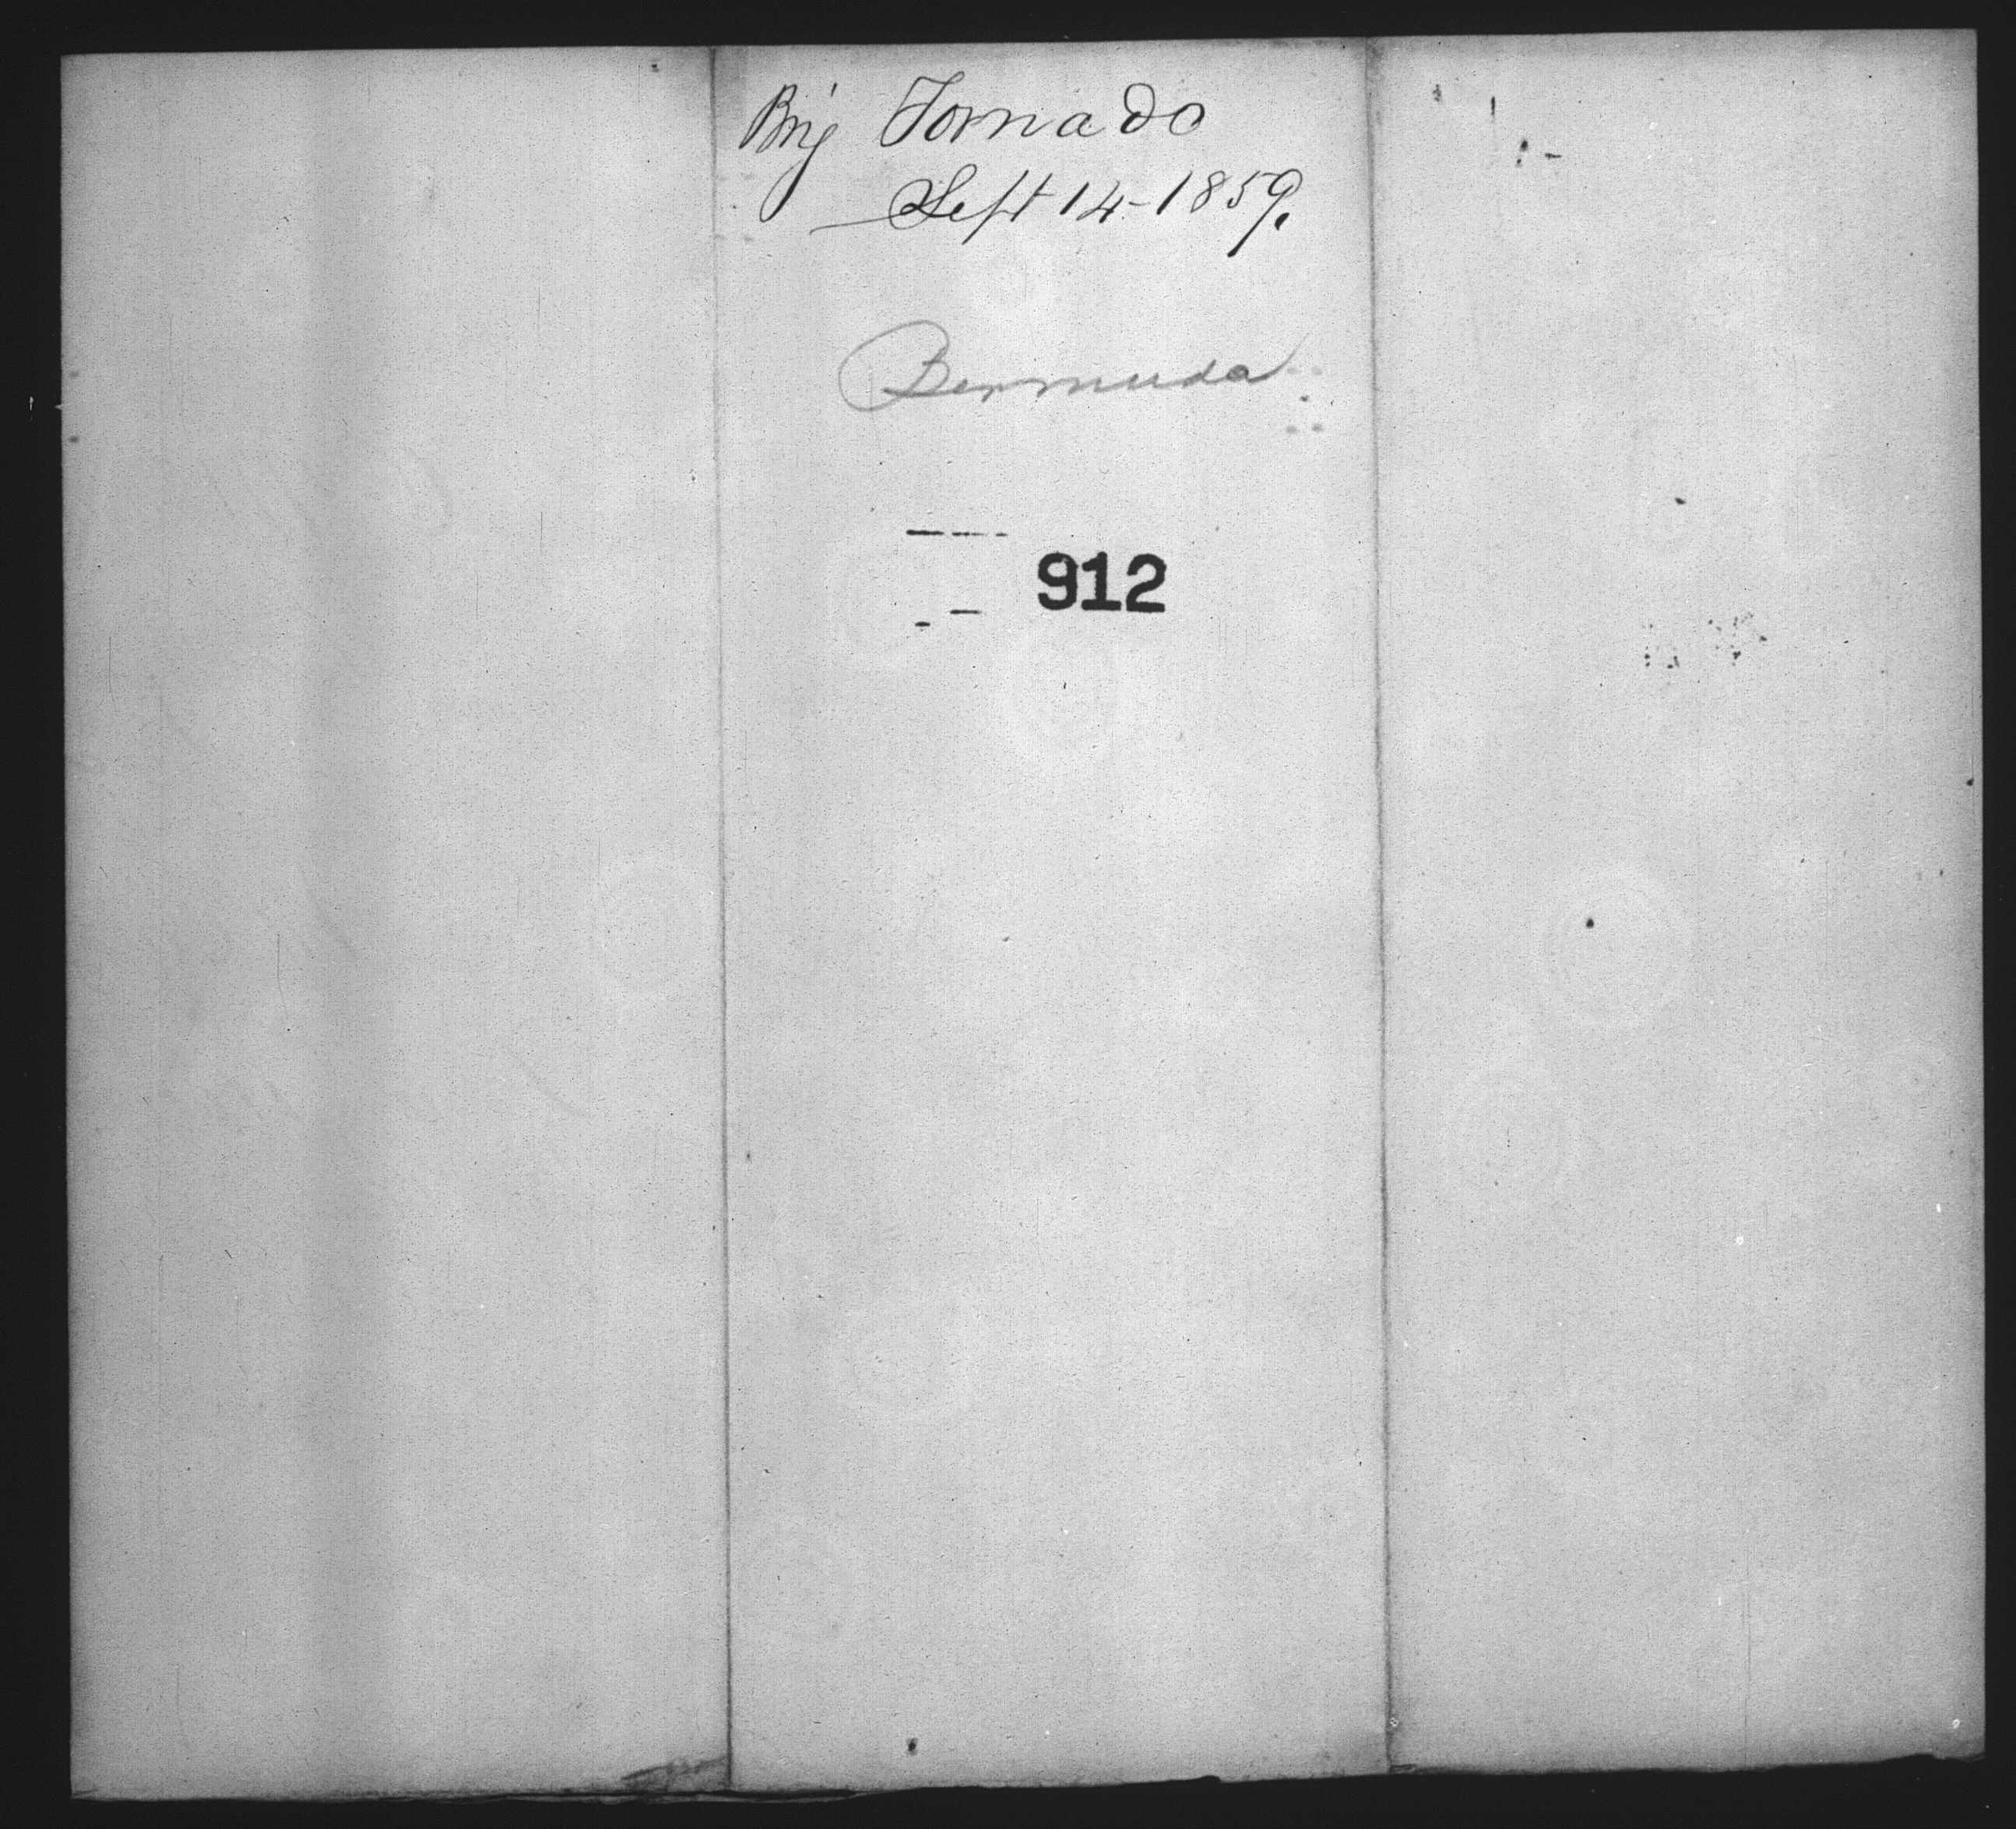 Brig Tornado
Sept 14-1859.
Bermuda
912